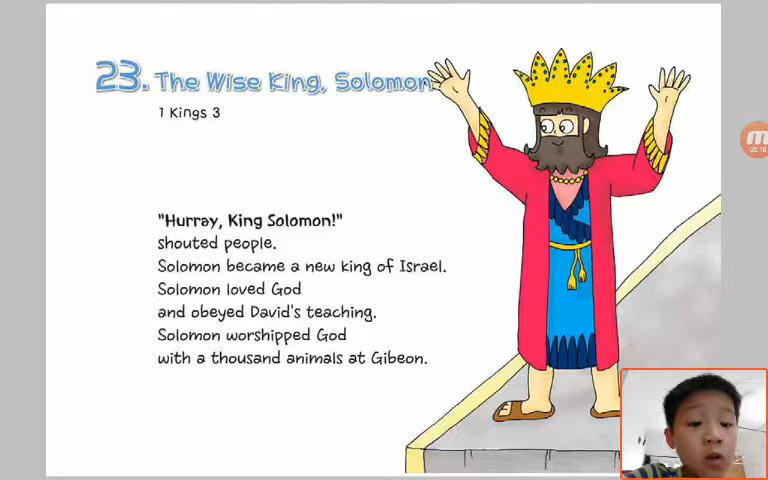 23. The Wise King, Solomon
1 Kings 3
"Hurray, King Solomon!"
shouted people.
Solomon became a new king of Israel.
Solomon loved God
and obeyed David's teaching.
Solomon worshipped God
with a thousand animals at Gibeon.